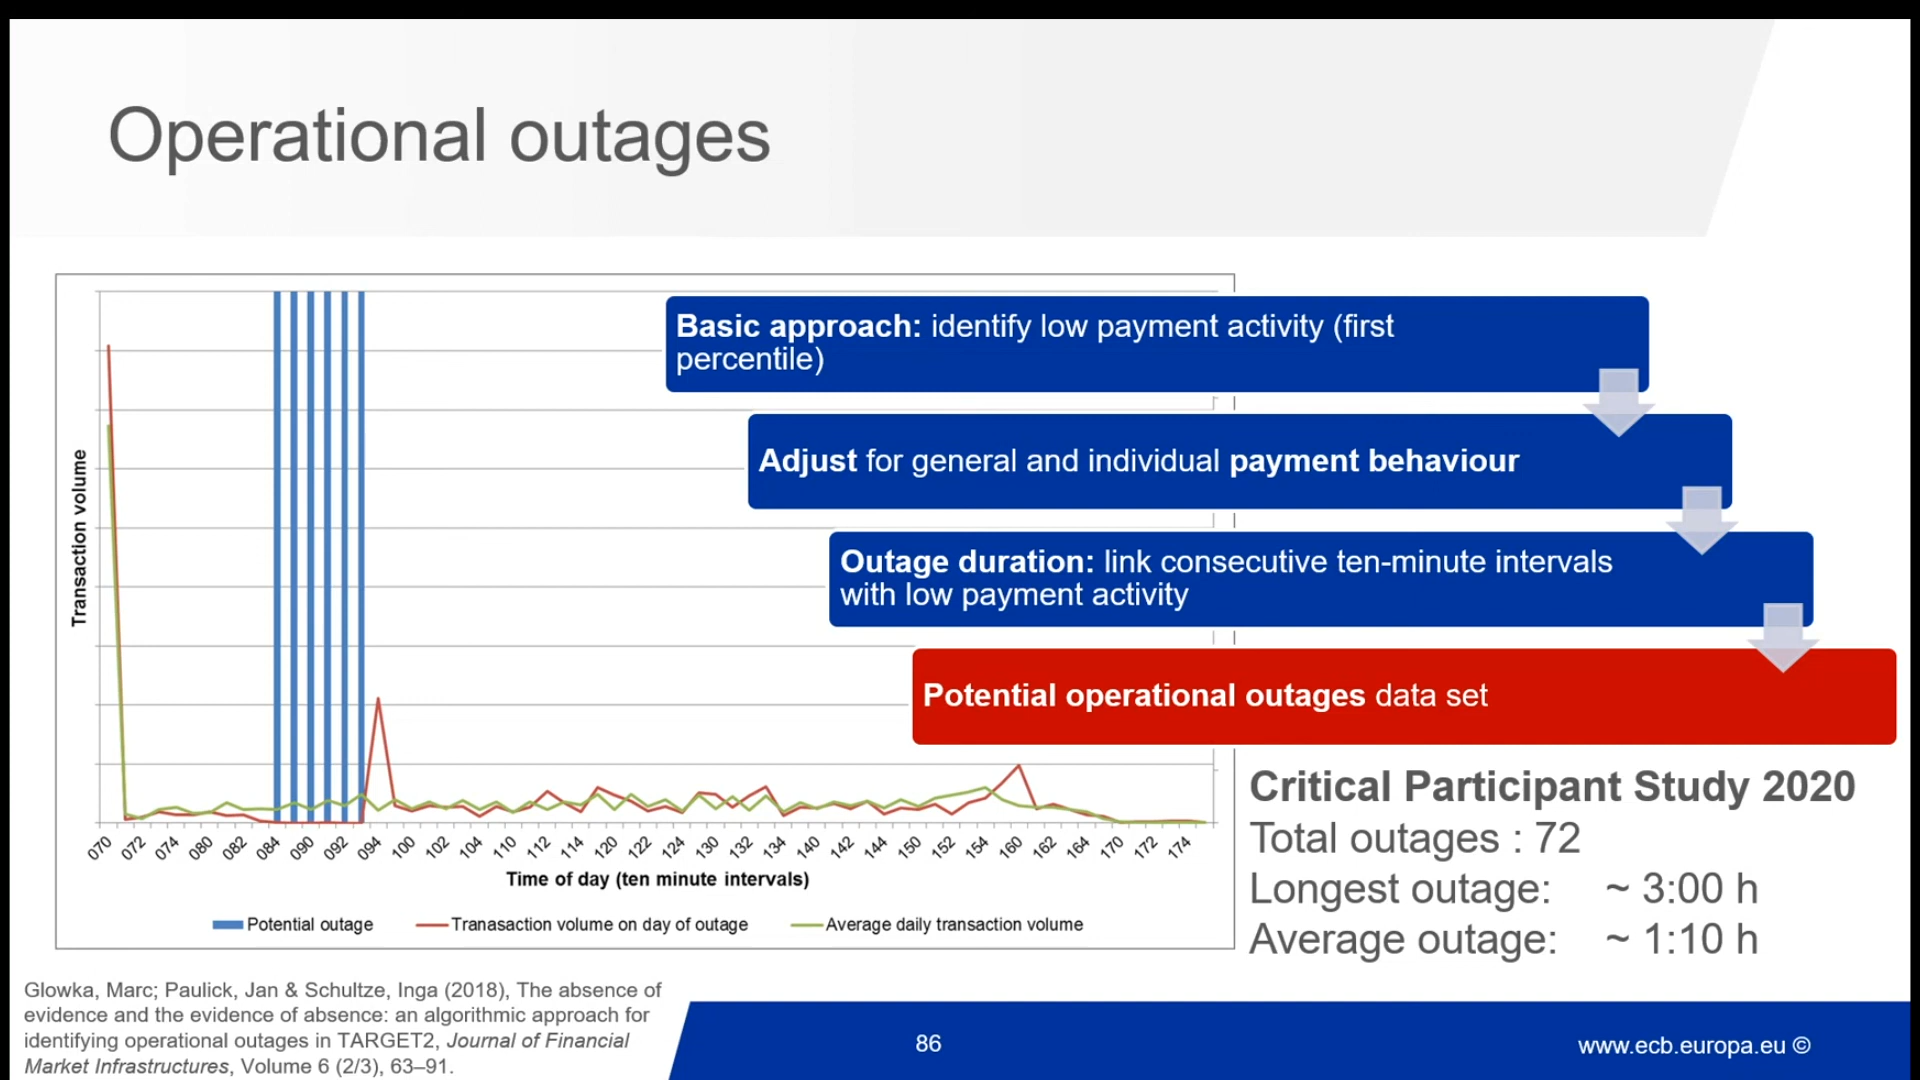 Operational outages
Basic approach: identify low payment activity (first
percentile)
Adjust for general and individual payment behaviour
Outage duration: link consecutive ten-minute intervals
with low payment activity
Potential operational outages data set
Transaction volume
070 072 074 080 082 084 090 092 094 100 102 104 110 112 114 120 122 124 130 132 134 140 142 144 150 152 154 160 162 164 170 172 174
Time of day (ten minute intervals)
Potential outage Tranasaction volume on day of outage Average daily transaction volume
Critical Participant Study 2020
Total outages : 72
Longest outage: ~ 3:00 h
Average outage: ~ 1:10 h
Glowka, Marc; Paulick, Jan & Schultze, Inga (2018), The absence of
evidence and the evidence of absence: an algorithmic approach for
identifying operational outages in TARGET2, Journal of Financial
Market Infrastructures, Volume 6 (2/3), 63–91.
86
www.ecb.europa.eu ©